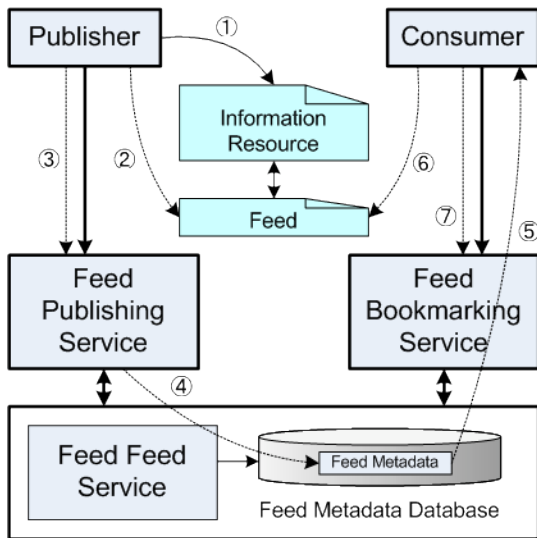 Publisher
①
Consumer
Information
Resource
③
②
⑥
Feed
⑦
⑤
Feed
Publishing
Service
Feed
Bookmarking
Service
④
Feed Feed
Service
Feed Metadata
Feed Metadata Database